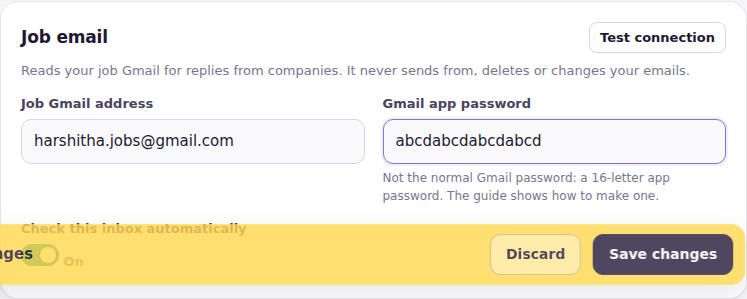 Job email
Test connection
Reads your job Gmail for replies from companies. It never sends from, deletes or changes your emails.
Job Gmail address
Gmail app password
harshitha.jobs@gmail.com
abcdabcdabcdabcd
Not the normal Gmail password: a 16-letter app
password. The guide shows how to make one.
Check this inbox automatically
On
Discard
Save changes